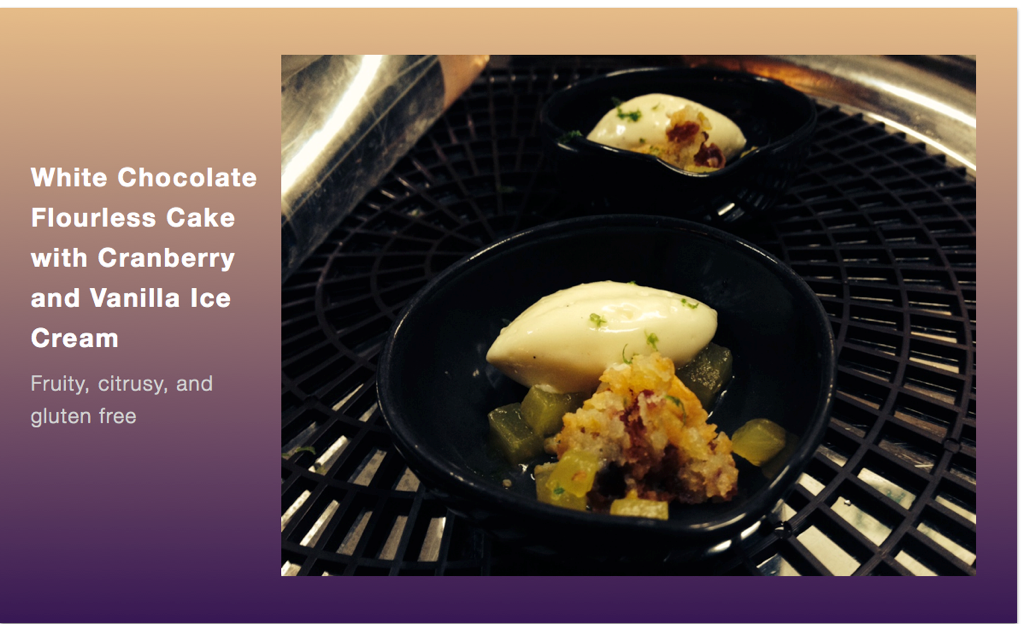 White Chocolate
Flourless Cake
with Cranberry
and Vanilla Ice
Cream
Fruity, citrusy, and
gluten free